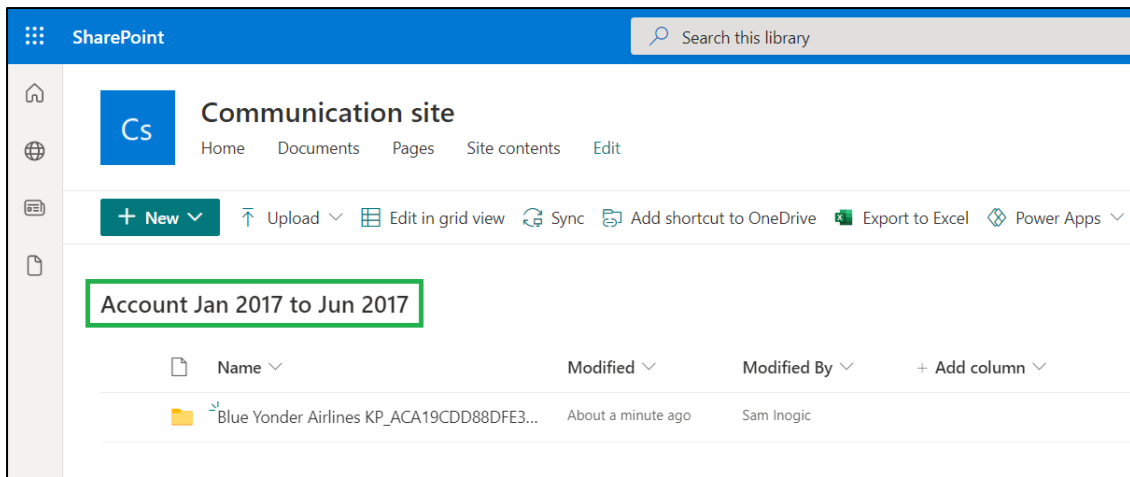 SharePoint Search this library
Cs
Communication site
Home Documents Pages Site contents Edit
+ New Upload Edit in grid view Sync Add shortcut to OneDrive Export to Excel Power Apps
Account Jan 2017 to Jun 2017
Name Modified Modified By + Add column
Blue Yonder Airlines KP_ACA19CDD88DFE3... About a minute ago Sam Inogic